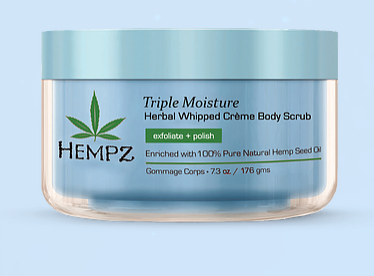 Triple Moisture
Herbal Whipped Crème Body Scrub
exfoliate + polish
HEMPZ
Enriched with 100% Pure Natural Hemp Seed Oil
Gommage Corps • 7.3 oz. / 176 gms